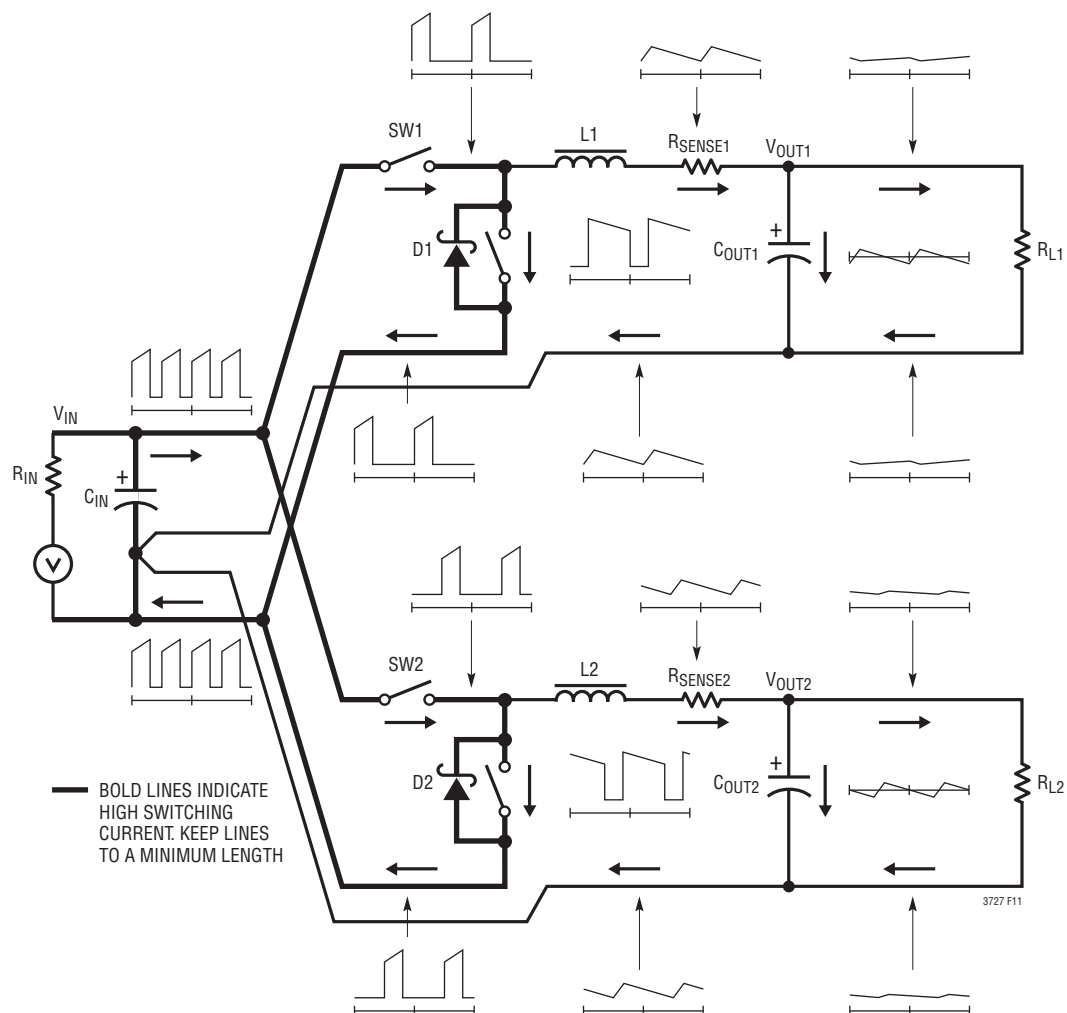 SW1
L1
RSENSE1
VOUT1
D1
COUT1
+
RL1
VIN
RIN
CIN
+
V
SW2
L2
RSENSE2
VOUT2
D2
COUT2
+
RL2
BOLD LINES INDICATE
HIGH SWITCHING
CURRENT. KEEP LINES
TO A MINIMUM LENGTH
3727 F11